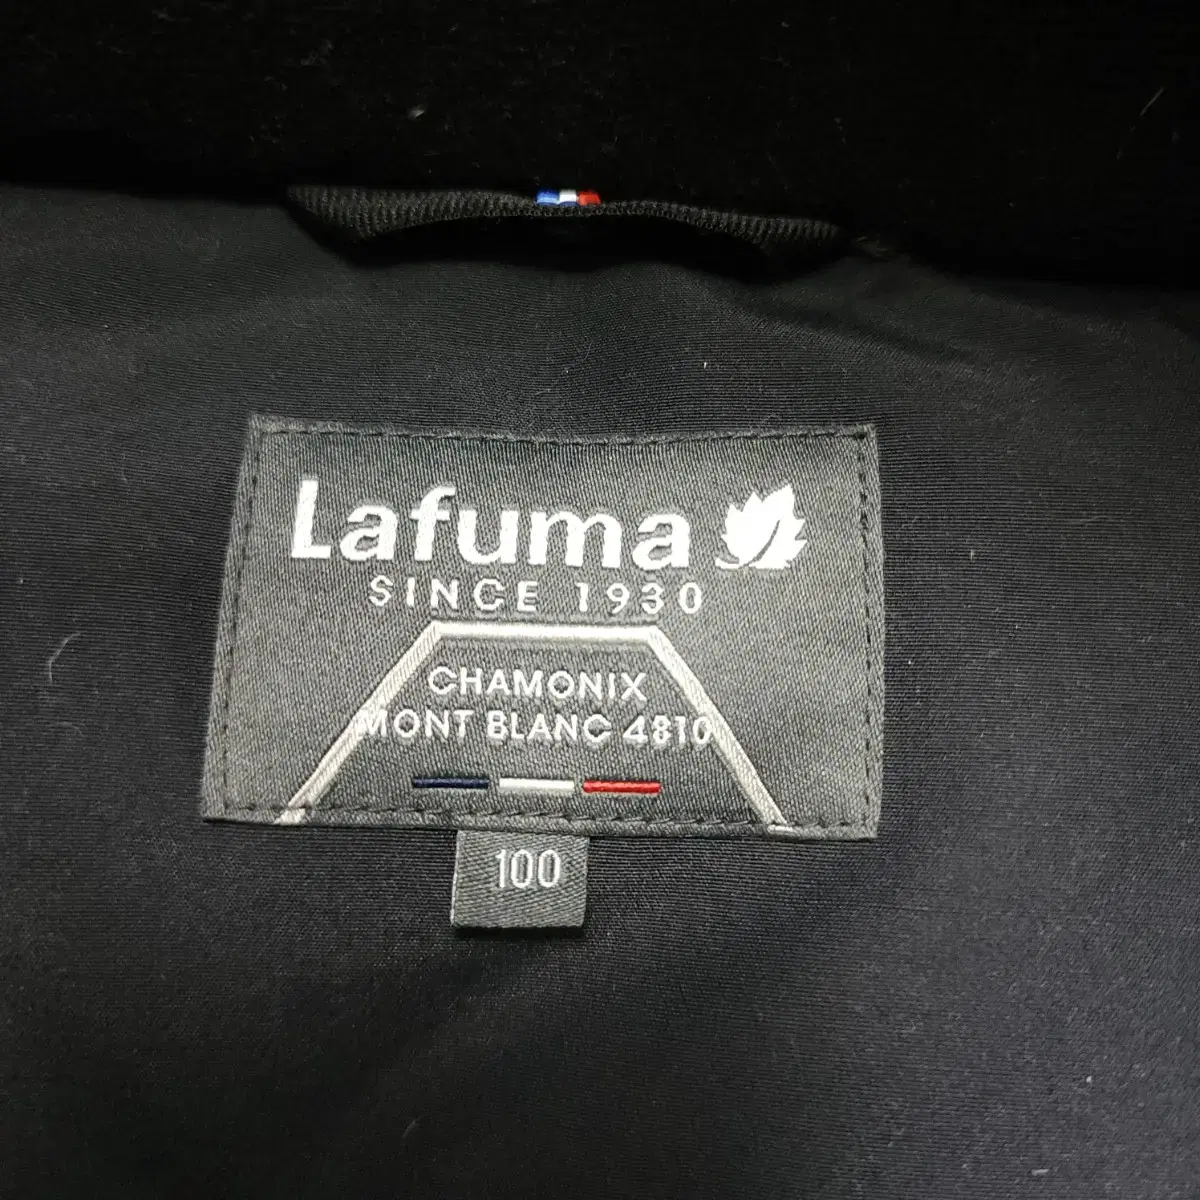 Lafuma
SINCE 1930
CHAMONIX
MONT BLANC 4810
100